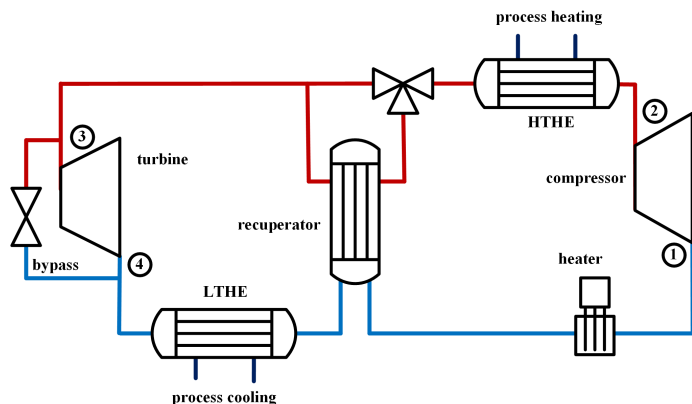 process heating
HTHE
2
3
turbine
compressor
recuperator
1
bypass
4
heater
LTHE
process cooling